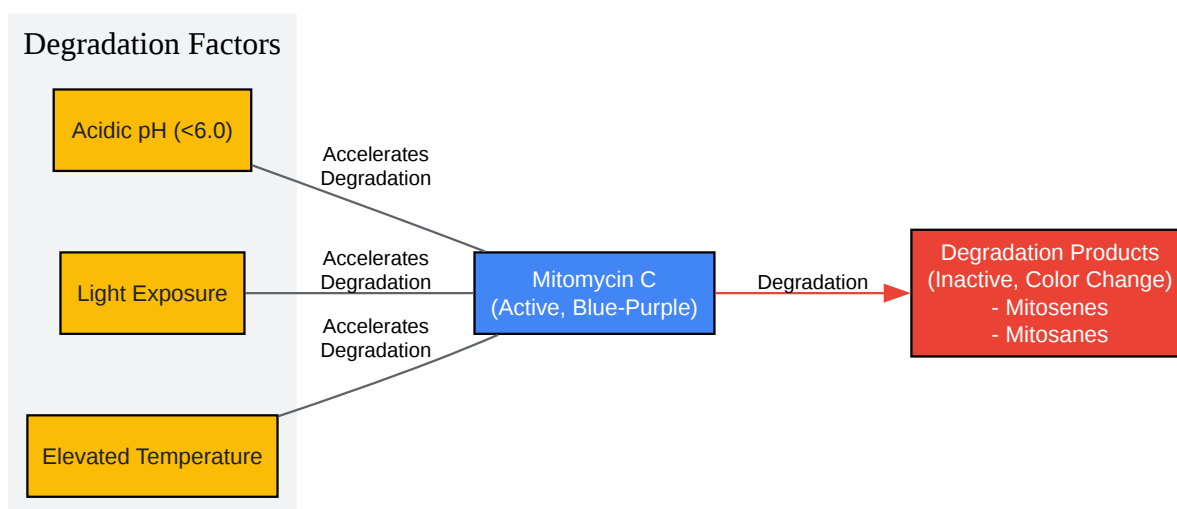 Degradation Factors
Acidic pH (<6.0)
Accelerates
Degradation
Light Exposure
Accelerates
Degradation
Accelerates
Degradation
Elevated Temperature
Mitomycin C
(Active, Blue-Purple)
Degradation
Degradation Products
(Inactive, Color Change)
- Mitosenes
- Mitosanes